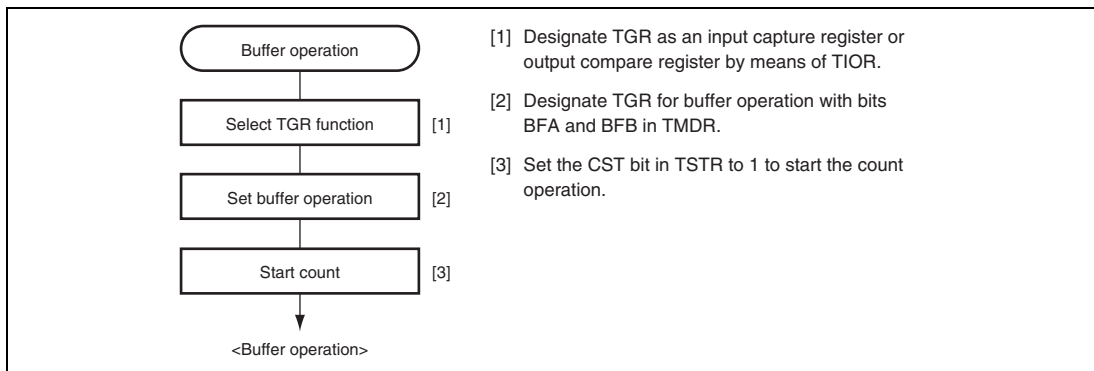 Buffer operation
Select TGR function [1]
Set buffer operation [2]
Start count [3]
<Buffer operation>
[1] Designate TGR as an input capture register or
output compare register by means of TIOR.
[2] Designate TGR for buffer operation with bits
BFA and BFB in TMDR.
[3] Set the CST bit in TSTR to 1 to start the count
operation.